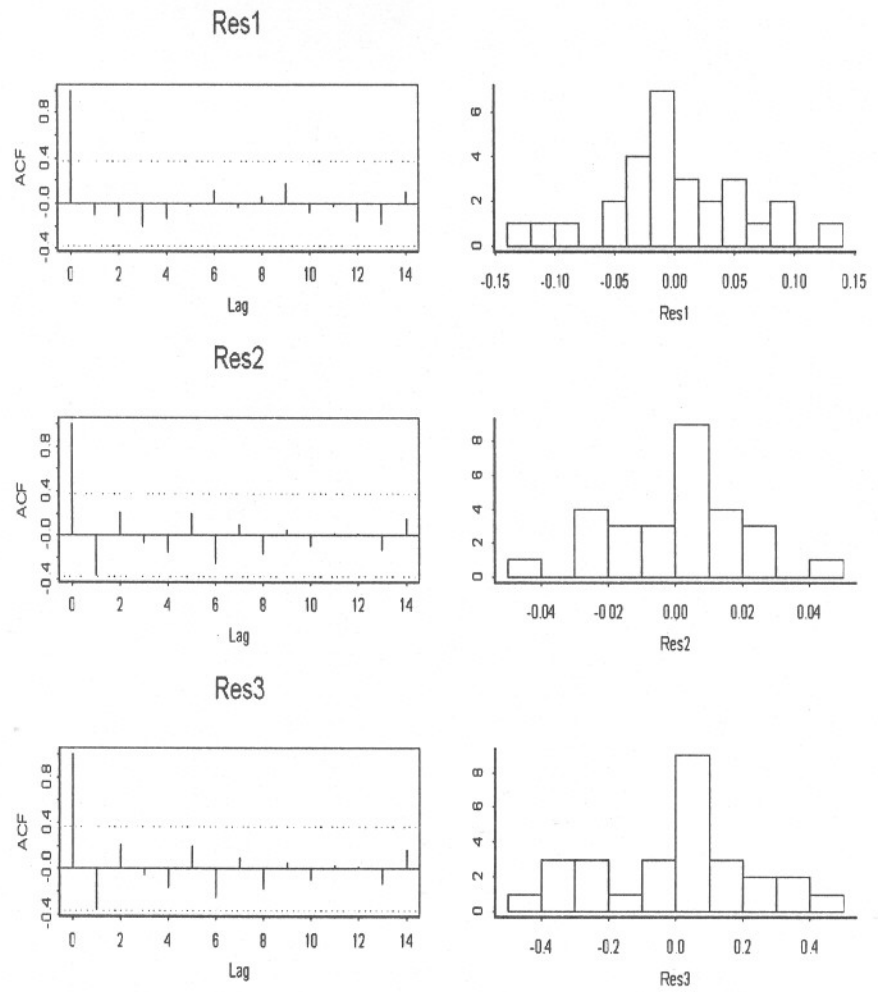 Res1
ACF
-0.4 -0.0 0.4 0.8
0 2 4 6 8 10 12 14
Lag
0 2 4 6
-0.15 -0.10 -0.05 0.00 0.05 0.10 0.15
Res1
Res2
ACF
-0.4 -0.0 0.4 0.8
0 2 4 6 8 10 12 14
Lag
0 2 4 6 8
-0.04 -0.02 0.00 0.02 0.04
Res2
Res3
ACF
-0.4 -0.0 0.4 0.8
0 2 4 6 8 10 12 14
Lag
0 2 4 6 8
-0.4 -0.2 0.0 0.2 0.4
Res3